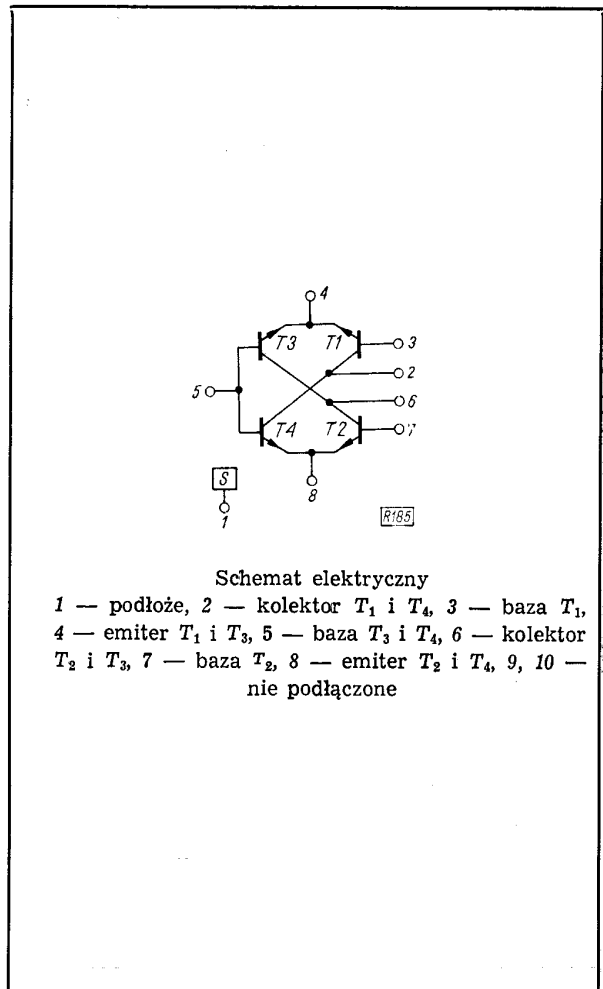 4
T3 T1
3
2
5
6
T4 T2
7
S
8
1
R185
Schemat elektryczny
1 — podłoże, 2 — kolektor T1 i T4, 3 — baza T1,
4 — emiter T1 i T3, 5 — baza T3 i T4, 6 — kolektor
T2 i T3, 7 — baza T2, 8 — emiter T2 i T4, 9, 10 —
nie podłączone